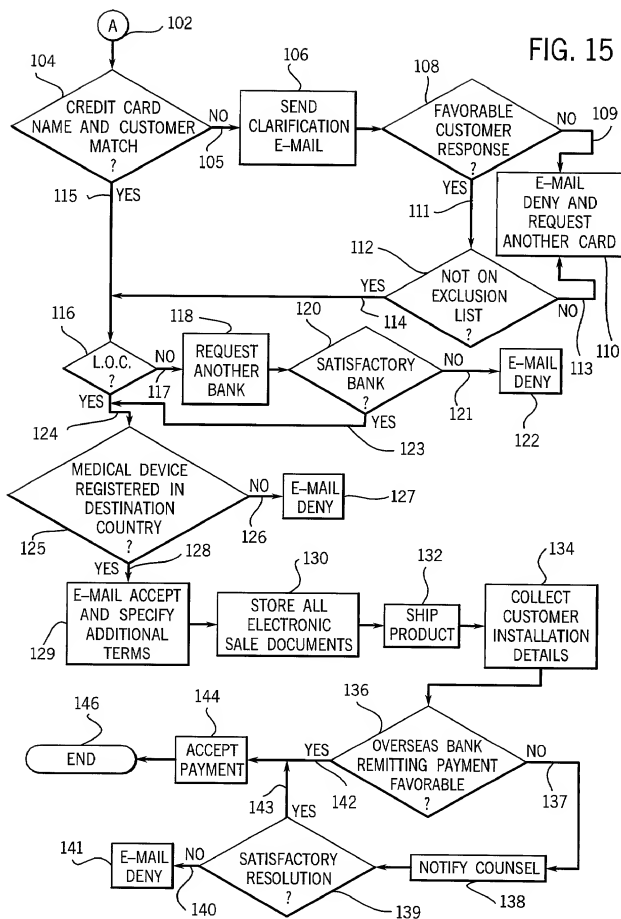 A
102
FIG. 15
104
CREDIT CARD
NAME AND CUSTOMER
MATCH
?
NO
105
YES
115
106
SEND
CLARIFICATION
E-MAIL
108
FAVORABLE
CUSTOMER
RESPONSE
?
NO
109
YES
111
E-MAIL
DENY AND
REQUEST
ANOTHER CARD
110
112
NOT ON
EXCLUSION
LIST
?
YES
114
NO
113
116
L.O.C.
?
NO
117
YES
124
118
REQUEST
ANOTHER
BANK
120
SATISFACTORY
BANK
?
NO
121
YES
123
E-MAIL
DENY
122
MEDICAL DEVICE
REGISTERED IN
DESTINATION
COUNTRY
?
125
NO
126
E-MAIL
DENY
127
YES
128
E-MAIL ACCEPT
AND SPECIFY
ADDITIONAL
TERMS
129
130
STORE ALL
ELECTRONIC
SALE DOCUMENTS
132
SHIP
PRODUCT
134
COLLECT
CUSTOMER
INSTALLATION
DETAILS
136
OVERSEAS BANK
REMITTING PAYMENT
FAVORABLE
?
YES
142
NO
137
144
ACCEPT
PAYMENT
146
END
143
YES
SATISFACTORY
RESOLUTION
?
139
NOTIFY COUNSEL
138
NO
140
141
E-MAIL
DENY